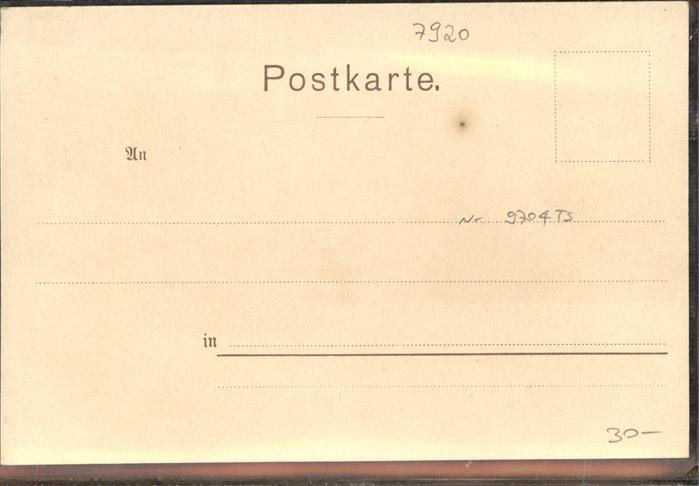 7920
Postkarte.
An
Nr. 9704 TS
in
30-